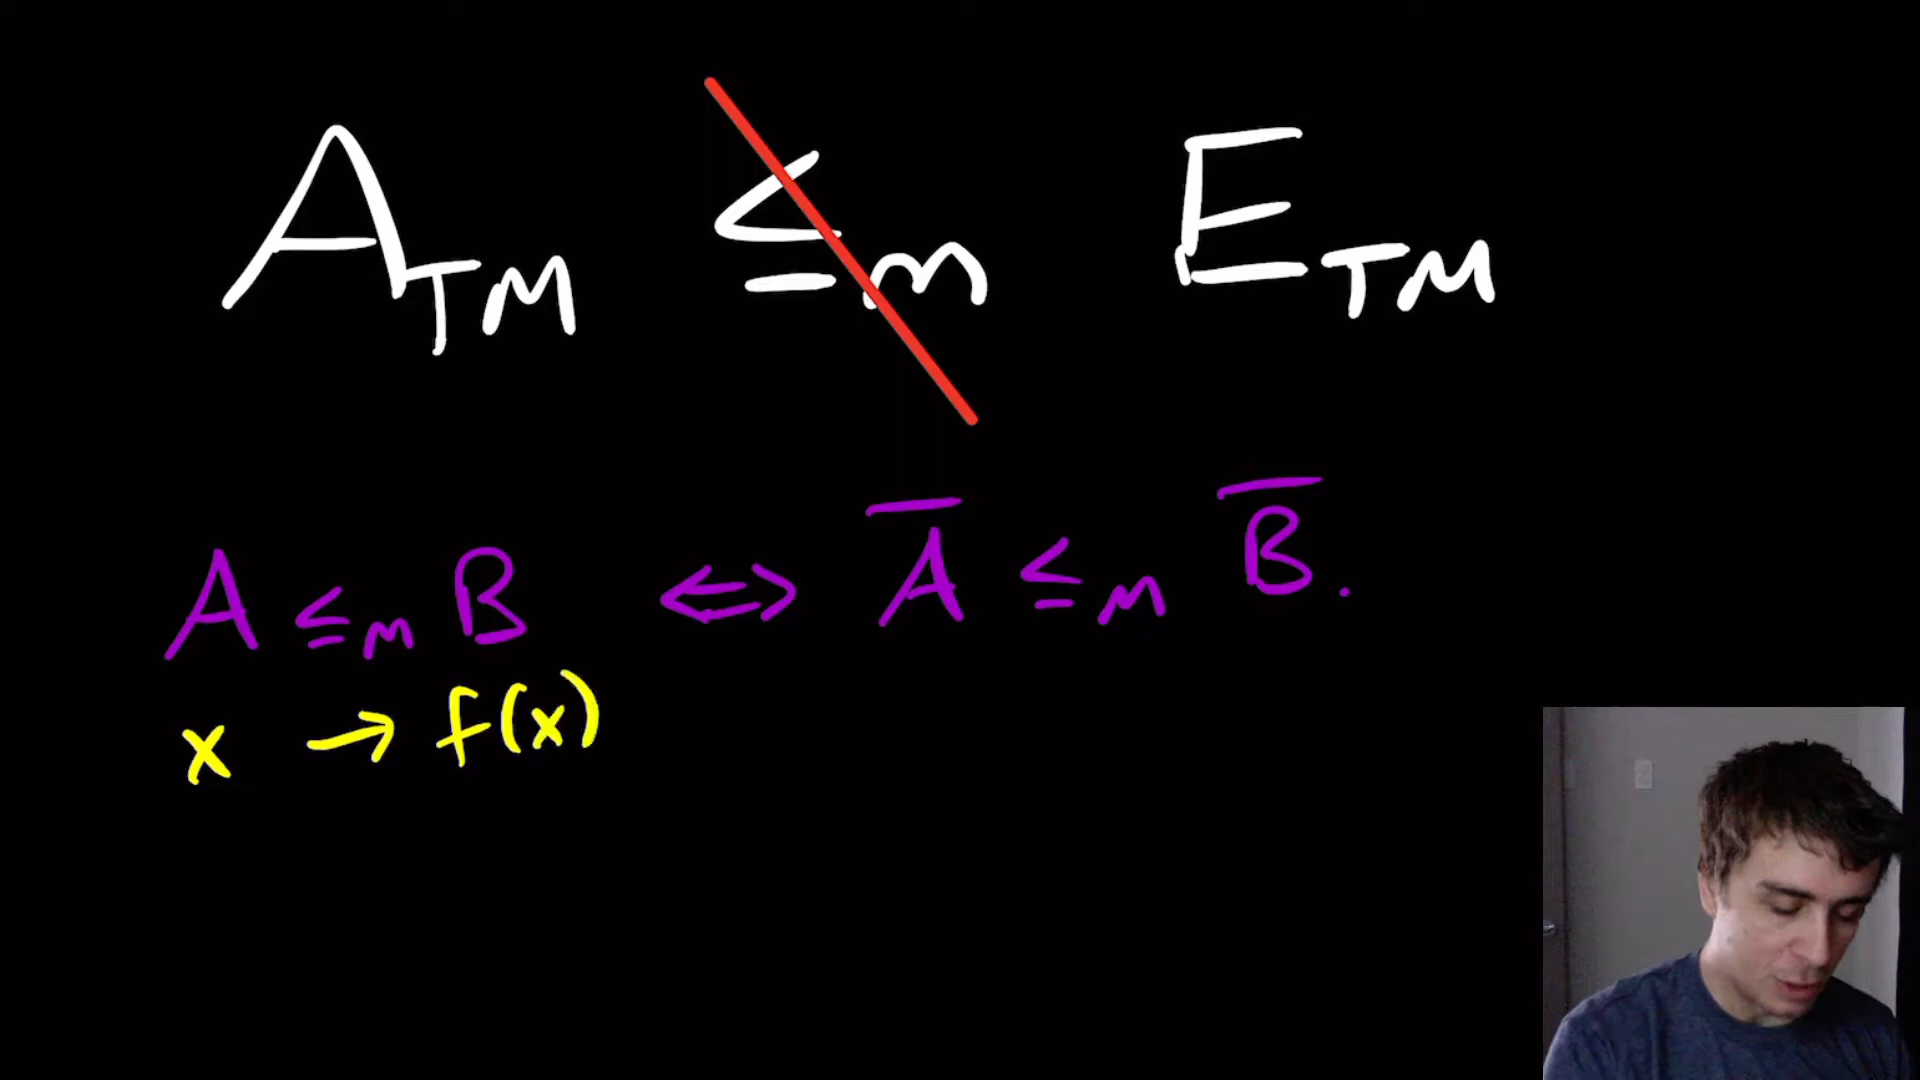 A_TM ≤_m E_TM
A ≤_m B ⇔ A̅ ≤_m B̅.
x → f(x)